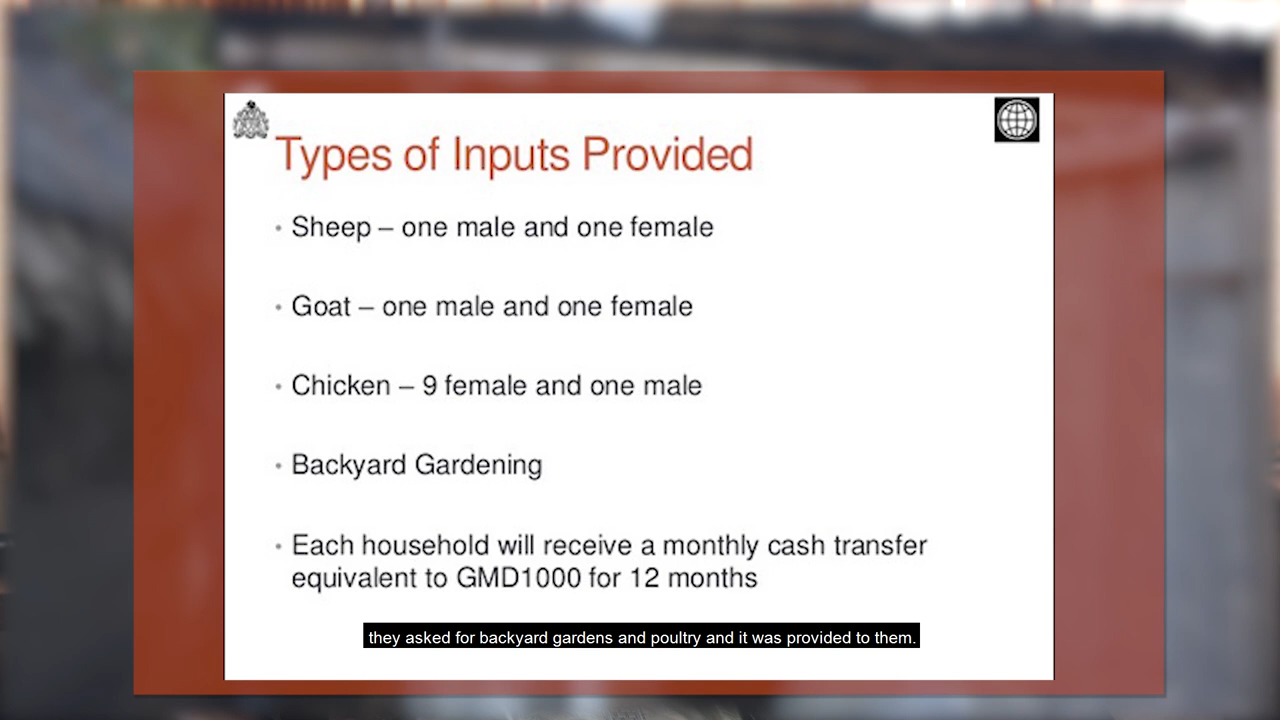 Types of Inputs Provided
• Sheep – one male and one female
• Goat – one male and one female
• Chicken – 9 female and one male
• Backyard Gardening
• Each household will receive a monthly cash transfer
equivalent to GMD1000 for 12 months
they asked for backyard gardens and poultry and it was provided to them.